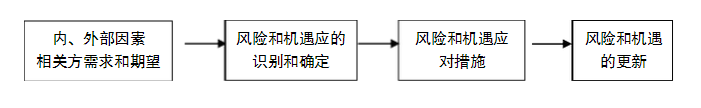 内、外部因素
相关方需求和期望
风险和机遇应的
识别和确定
风险和机遇应
对措施
风险和机遇
的更新